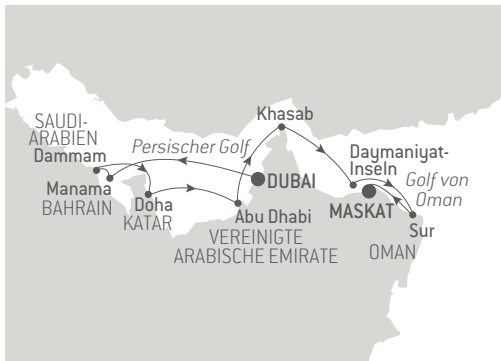 Khasab
SAUDI-
ARABIEN
Dammam
Persischer Golf
Daymaniyat-
Inseln
Golf von
Oman
Manama
BAHRAIN
DUBAI
Doha
KATAR
MASKAT
Abu Dhabi
VEREINIGTE
ARABISCHE EMIRATE
Sur
OMAN